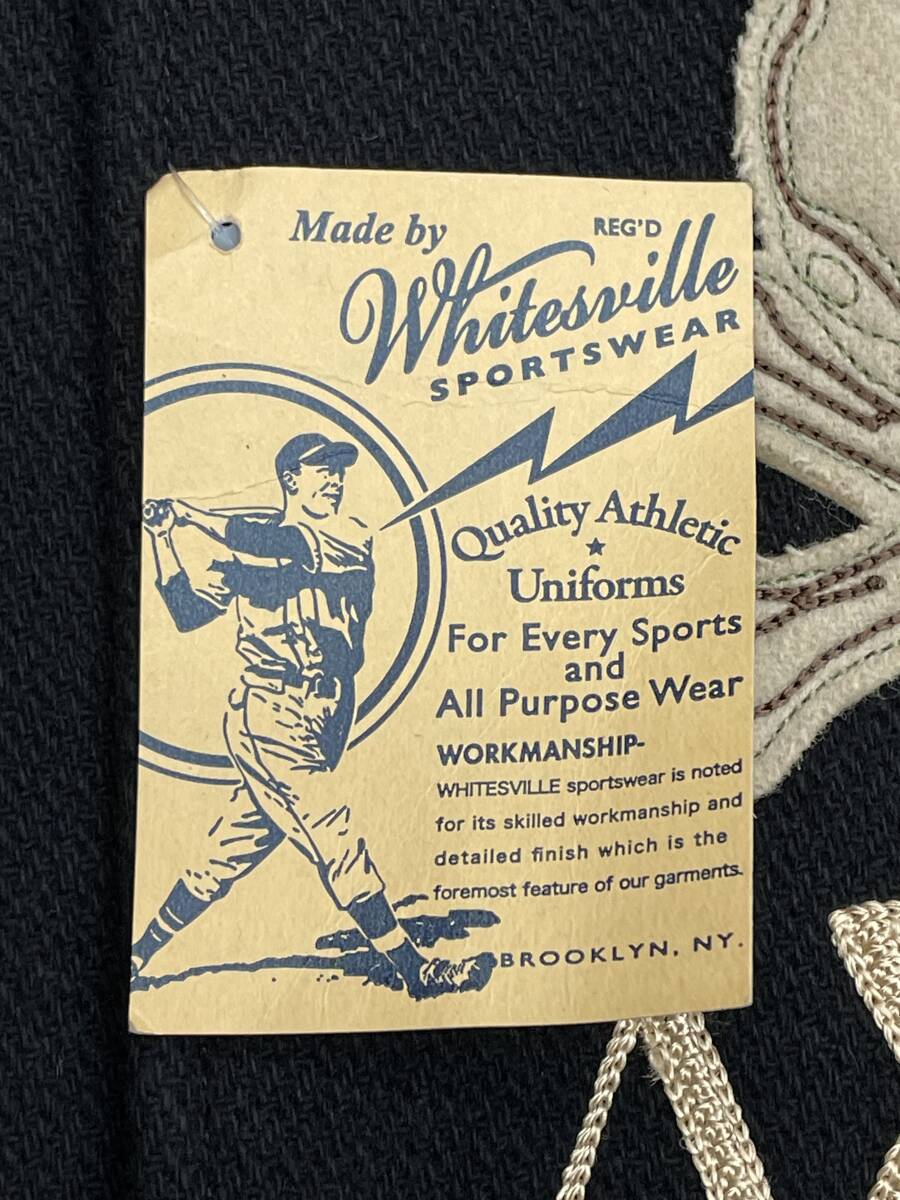 Made by
REG'D
Whitesville
SPORTSWEAR
Quality Athletic
★
Uniforms
For Every Sports
and
All Purpose Wear
WORKMANSHIP-
WHITESVILLE sportswear is noted
for its skilled workmanship and
detailed finish which is the
foremost feature of our garments.
BROOKLYN, NY.